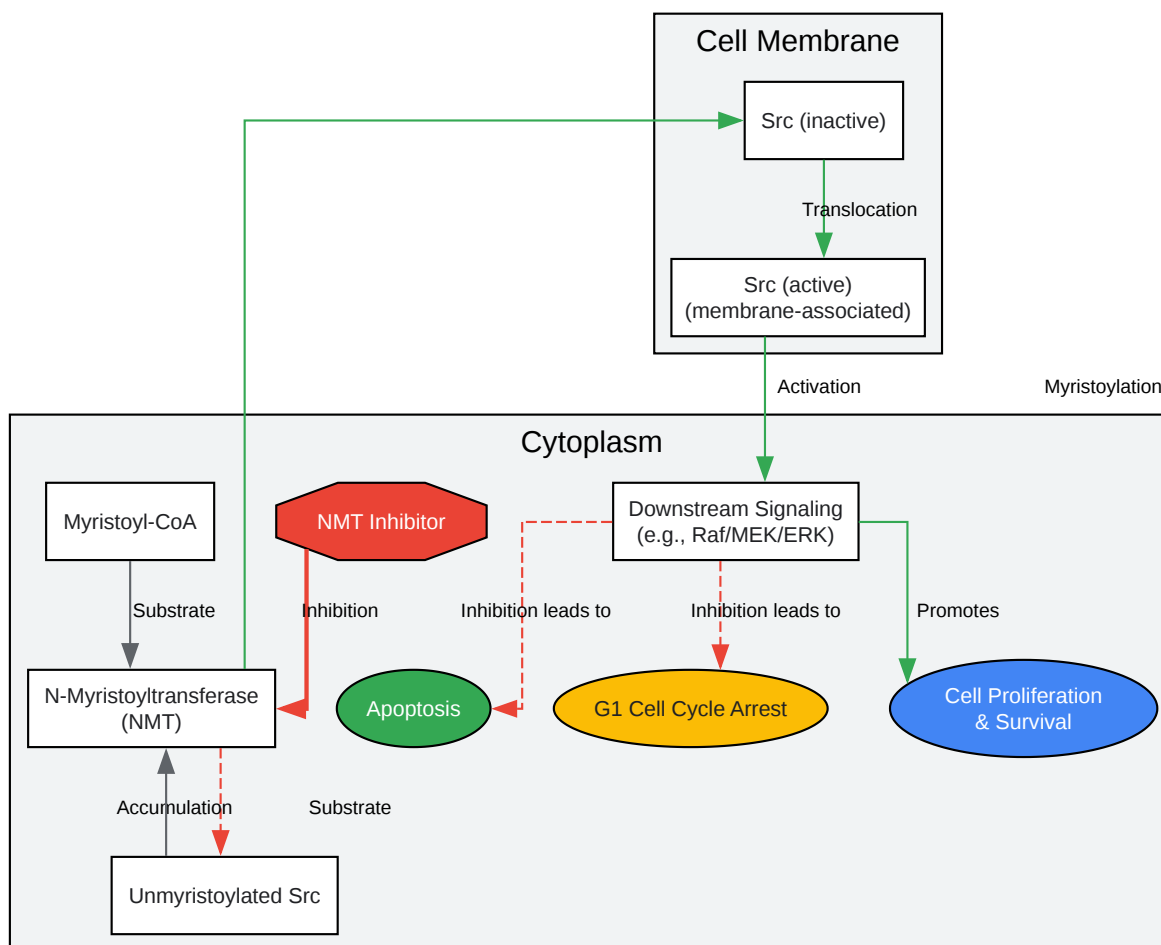 Cell Membrane
Src (inactive)
Translocation
Src (active)
(membrane-associated)
Activation
Myristoylation
Cytoplasm
Myristoyl-CoA
NMT Inhibitor
Downstream Signaling
(e.g., Raf/MEK/ERK)
Substrate
Inhibition
Inhibition leads to
Inhibition leads to
Promotes
N-Myristoyltransferase
(NMT)
Apoptosis
G1 Cell Cycle Arrest
Cell Proliferation
& Survival
Accumulation
Substrate
Unmyristoylated Src